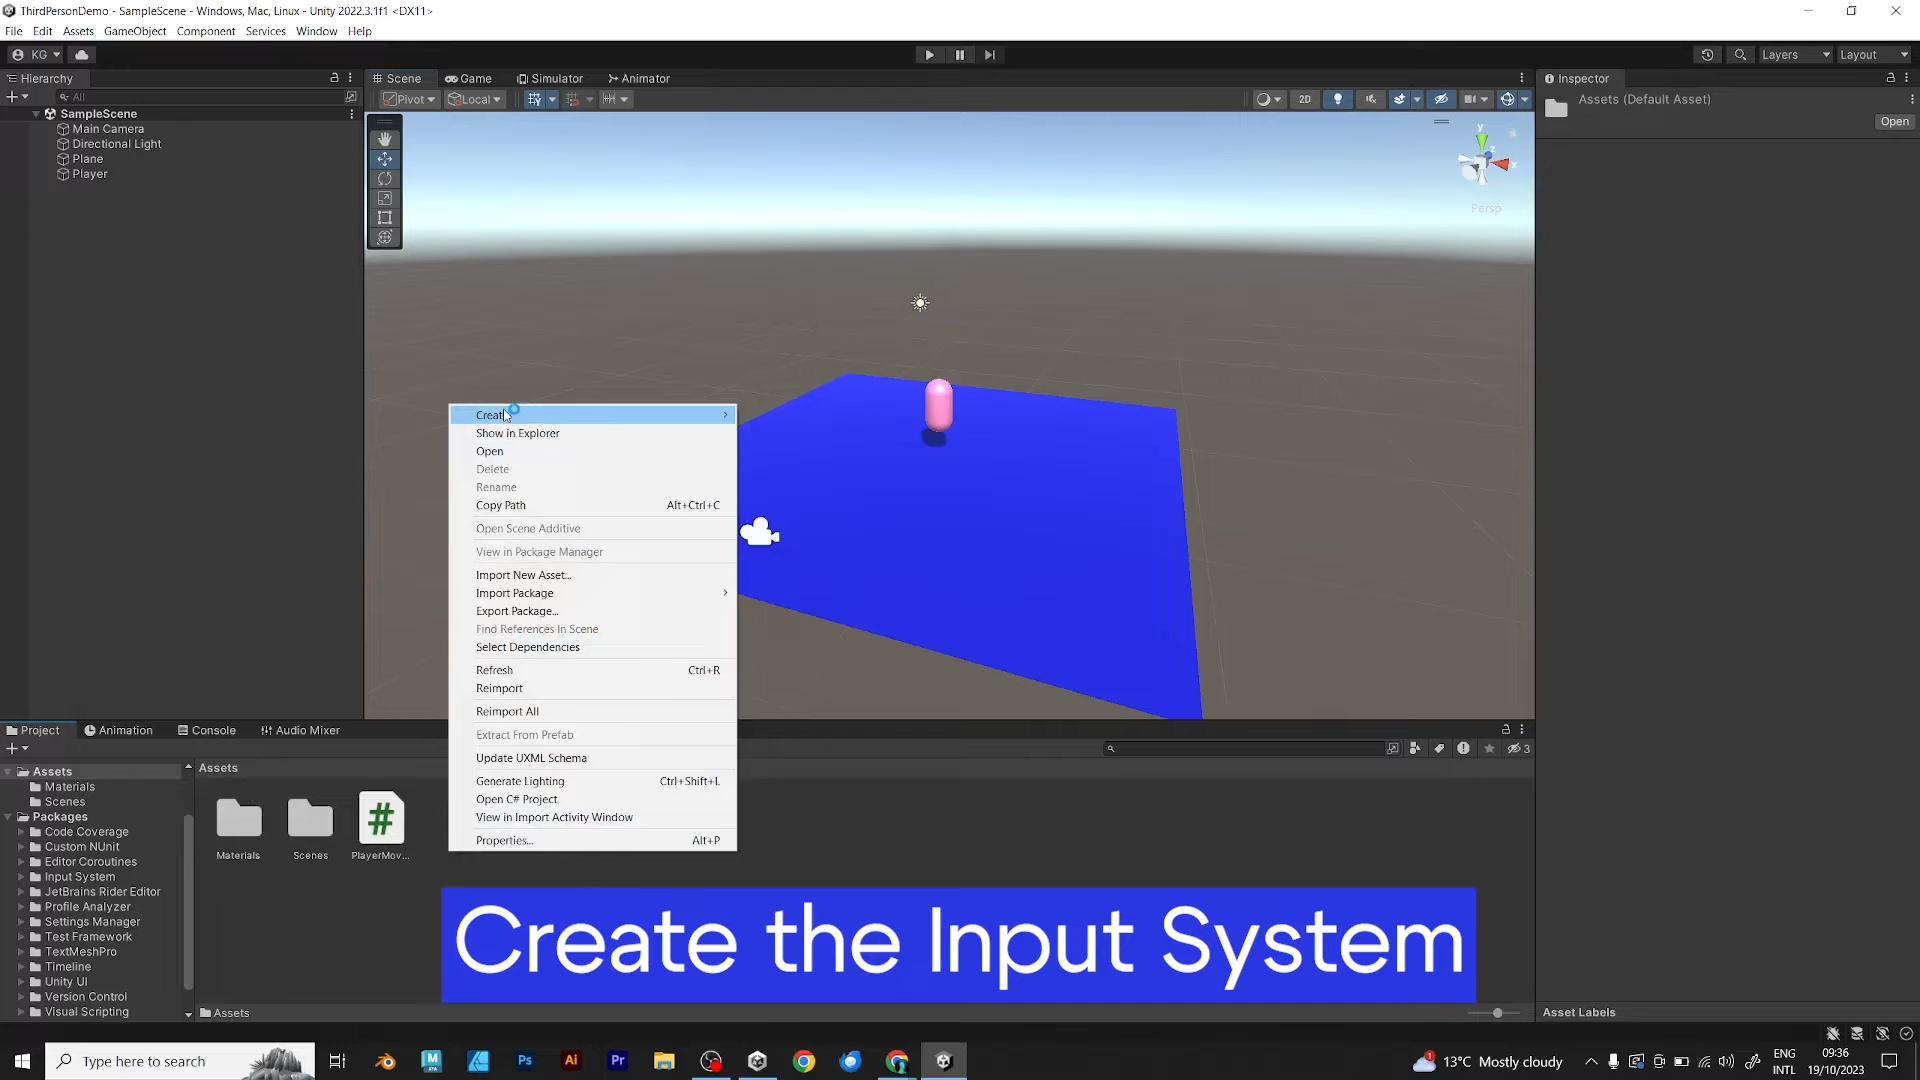 ThirdPersonDemo - SampleScene - Windows, Mac, Linux - Unity 2022.3.1f1 <DX11>
File Edit Assets GameObject Component Services Window Help
KG
Layers
Layout
Hierarchy
All
SampleScene
Main Camera
Directional Light
Plane
Player
Scene
Game
Simulator
Animator
Pivot
Local
2D
y
x
z
Persp
Inspector
Assets (Default Asset)
Open
Create
Show in Explorer
Open
Delete
Rename
Copy Path Alt+Ctrl+C
Open Scene Additive
View in Package Manager
Import New Asset...
Import Package
Export Package...
Find References In Scene
Select Dependencies
Refresh Ctrl+R
Reimport
Reimport All
Extract From Prefab
Update UXML Schema
Generate Lighting Ctrl+Shift+L
Open C# Project
View in Import Activity Window
Properties... Alt+P
Project
Animation
Console
Audio Mixer
3
Assets
Materials
Scenes
Packages
Code Coverage
Custom NUnit
Editor Coroutines
Input System
JetBrains Rider Editor
Profile Analyzer
Settings Manager
Test Framework
TextMeshPro
Timeline
Unity UI
Version Control
Visual Scripting
Assets
#
Materials
Scenes
PlayerMov...
Assets
Create the Input System
Asset Labels
Type here to search
M
Ps
Ai
Pr
1
13°C Mostly cloudy
ENG
INTL
09:36
19/10/2023